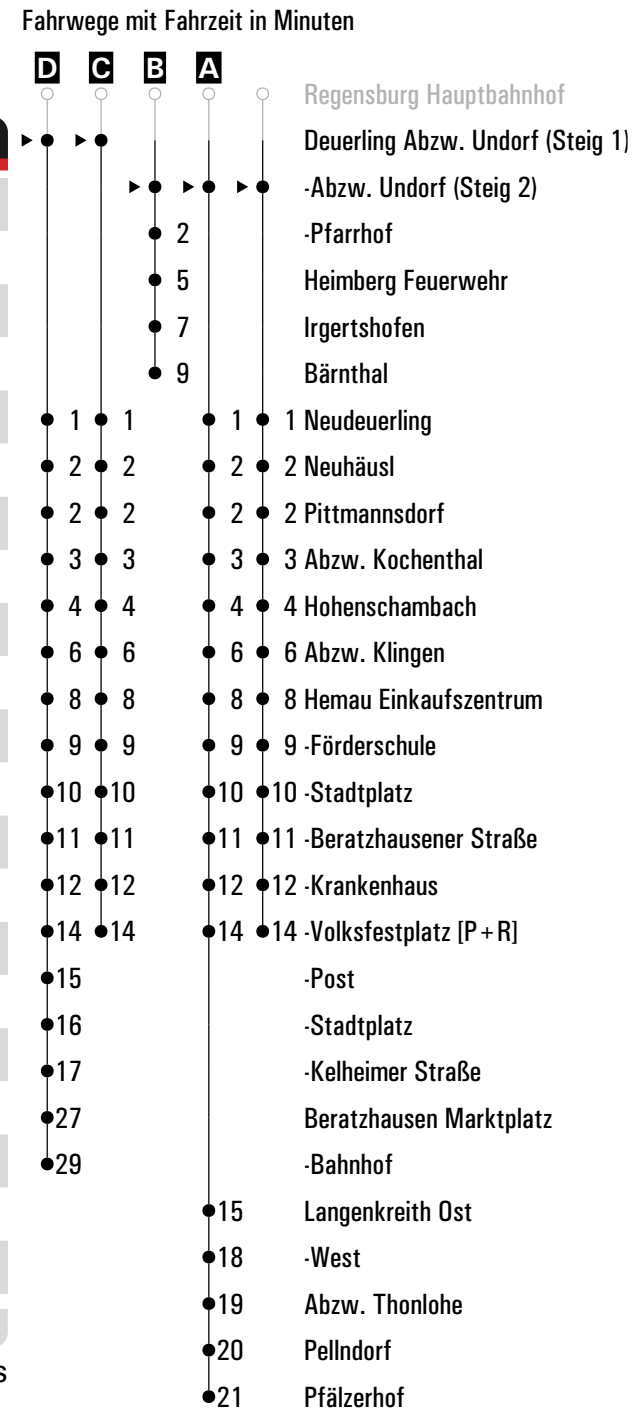 Fahrwege mit Fahrzeit in Minuten
D C B A
Regensburg Hauptbahnhof
Deuerling Abzw. Undorf (Steig 1)
-Abzw. Undorf (Steig 2)
2 -Pfarrhof
5 Heimberg Feuerwehr
7 Irgertshofen
9 Bärnthal
1 1 1 1 Neudeuerling
2 2 2 2 Neuhäusl
2 2 2 2 Pittmannsdorf
3 3 3 3 Abzw. Kochenthal
4 4 4 4 Hohenschambach
6 6 6 6 Abzw. Klingen
8 8 8 8 Hemau Einkaufszentrum
9 9 9 9 -Förderschule
10 10 10 10 -Stadtplatz
11 11 11 11 -Beratzhausener Straße
12 12 12 12 -Krankenhaus
14 14 14 14 -Volksfestplatz [P+R]
15 -Post
16 -Stadtplatz
17 -Kelheimer Straße
27 Beratzhausen Marktplatz
29 -Bahnhof
15 Langenkreith Ost
18 -West
19 Abzw. Thonlohe
20 Pellndorf
s
21 Pfälzerhof